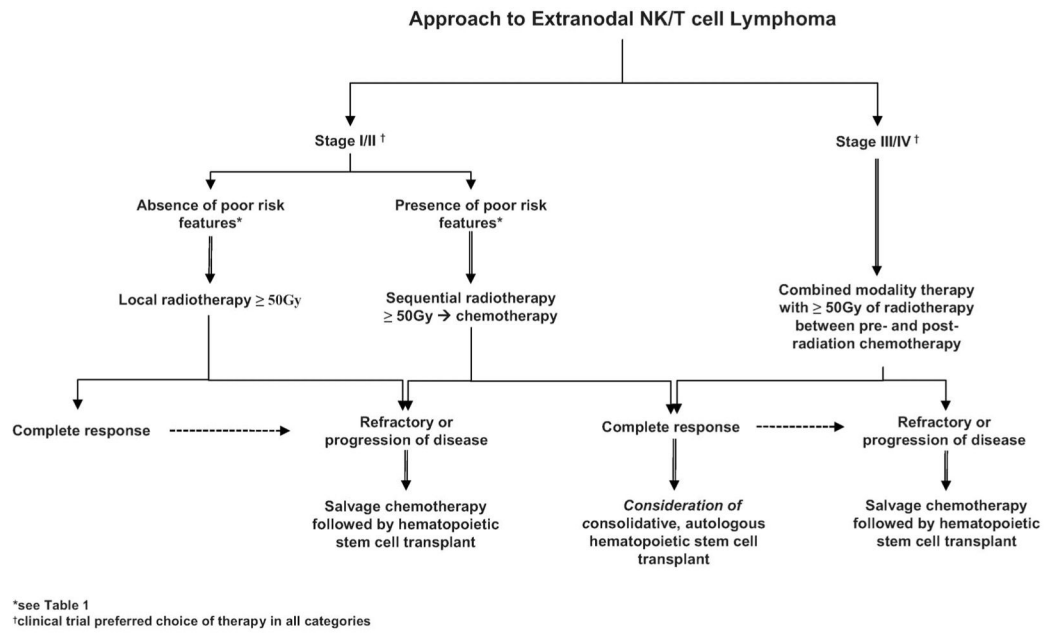 Approach to Extranodal NK/T cell Lymphoma
Stage I/II †
Stage III/IV †
Absence of poor risk
features*
Presence of poor risk
features*
Local radiotherapy ≥ 50Gy
Sequential radiotherapy
≥ 50Gy → chemotherapy
Combined modality therapy
with ≥ 50Gy of radiotherapy
between pre- and post-
radiation chemotherapy
Complete response
Refractory or
progression of disease
Complete response
Refractory or
progression of disease
Salvage chemotherapy
followed by hematopoietic
stem cell transplant
Consideration of
consolidative, autologous
hematopoietic stem cell
transplant
Salvage chemotherapy
followed by hematopoietic
stem cell transplant
*see Table 1
†clinical trial preferred choice of therapy in all categories